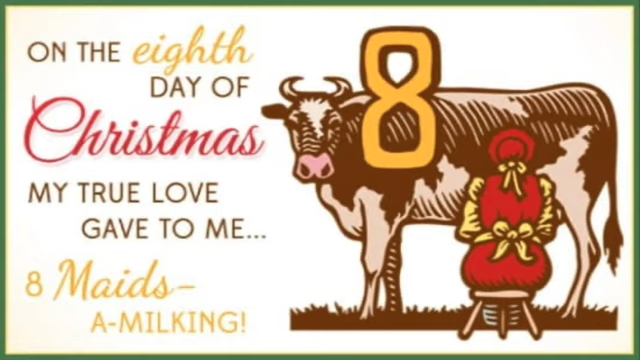 ON THE eighth
DAY OF
Christmas
MY TRUE LOVE
GAVE TO ME...
8 Maids-
A-MILKING!
8